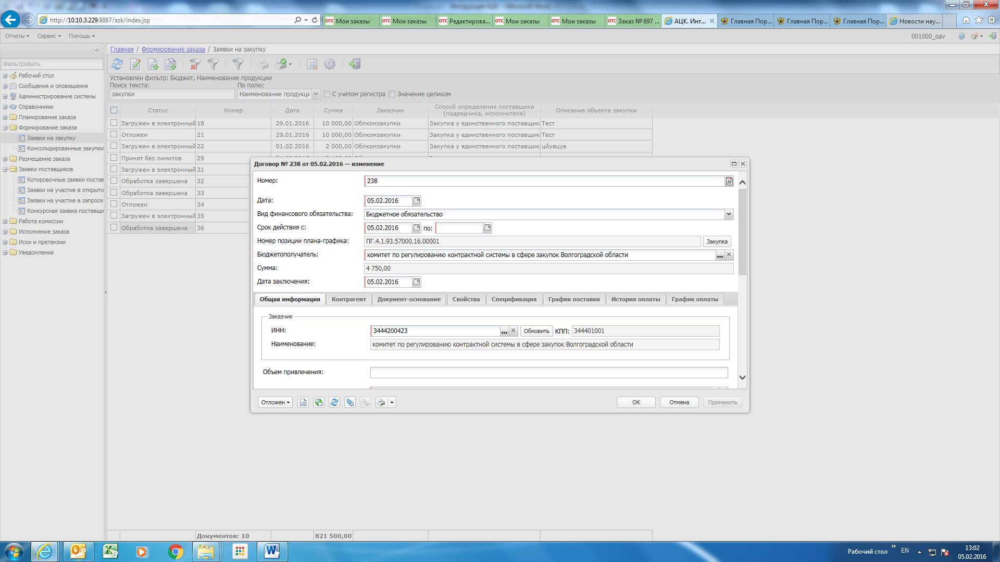 http://10.10.3.229:8887/azk/index.jsp
ОТС Мои заказы
ОТС Мои заказы
ОТС Редактирова...
ОТС Мои заказы
ОТС Мои заказы
ОТС Заказ № 697 ...
АЦК. Инт...
Главная Пор...
Главная Пор...
Главная Пор...
Новости нау...
Отчеты Сервис Помощь
001000_oav
Главная / Формирование заказа / Заявки на закупку
Фильтровать
Рабочий стол
Сообщения и оповещения
Администрирование системы
Справочники
Планирование заказа
Формирование заказа
Заявки на закупку
Консолидированные закупки
Размещение заказа
Заявки поставщиков
Котировочные заявки постав
Заявки на участие в открыто
Заявки на участие в запросе
Конкурсная заявка поставщи
Работа комиссии
Исполнение заказа
Иски и претензии
Уведомления
Установлен фильтр: Бюджет, Наименование продукции
Поиск текста: По полю:
закупки Наименование продукци С учетом регистра Значение целиком
Статус Номер Дата Сумма Заказчик Способ определения поставщика (подрядчика, исполнителя) Описание объекта закупки
Загружен в электронный 18 29.01.2016 10 000,00 Облкомзакупки Закупка у единственного поставщик Тест
Отложен 21 29.01.2016 10 000,00 Облкомзакупки Закупка у единственного поставщик Тест
Загружен в электронный 22 01.02.2016 2 000,00 Облкомзакупки Закупка у единственного поставщик цйувцув
Принят без лимитов 29
Загружен в электронный 31
Обработка завершена 32
Обработка завершена 33
Отложен 34
Загружен в электронный 35
Обработка завершена 36
Документов: 10 821 500,00
Договор № 238 от 05.02.2016 — изменение
Номер: 238
Дата: 05.02.2016
Вид финансового обязательства: Бюджетное обязательство
Срок действия с: 05.02.2016 по:
Номер позиции плана-графика: ПГ.4.1.93.57000.16.00001 Закупка
Бюджетополучатель: комитет по регулированию контрактной системы в сфере закупок Волгоградской области
Сумма: 4 750,00
Дата заключения: 05.02.2016
Общая информация Контрагент Документ-основание Свойства Спецификация График поставки История оплаты График оплаты
Заказчик
ИНН: 3444200423 Обновить КПП: 344401001
Наименование: комитет по регулированию контрактной системы в сфере закупок Волгоградской области
Объем привлечения:
Отложен ОК Отмена Применить
Рабочий стол » EN 13:02
05.02.2016